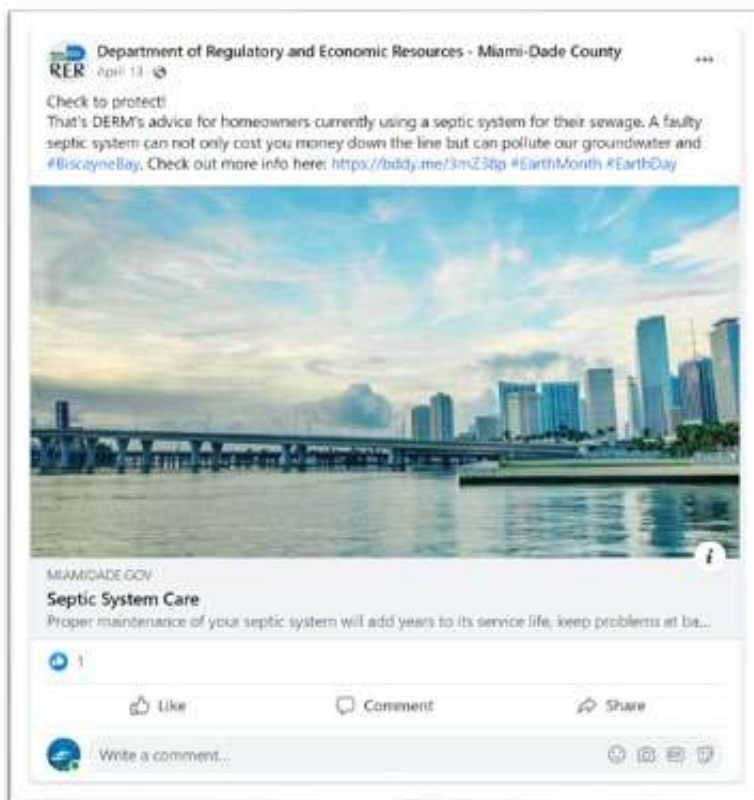 Department of Regulatory and Economic Resources - Miami-Dade County
RER
April 13
Check to protect!
That's DERM's advice for homeowners currently using a septic system for their sewage. A faulty
septic system can not only cost you money down the line but can pollute our groundwater and
#BiscayneBay. Check out more info here: https://bddy.me/3mZ38p #EarthMonth #EarthDay
MIAMIDADE.GOV
Septic System Care
Proper maintenance of your septic system will add years to its service life, keep problems at ba...
1
Like
Comment
Share
Write a comment...